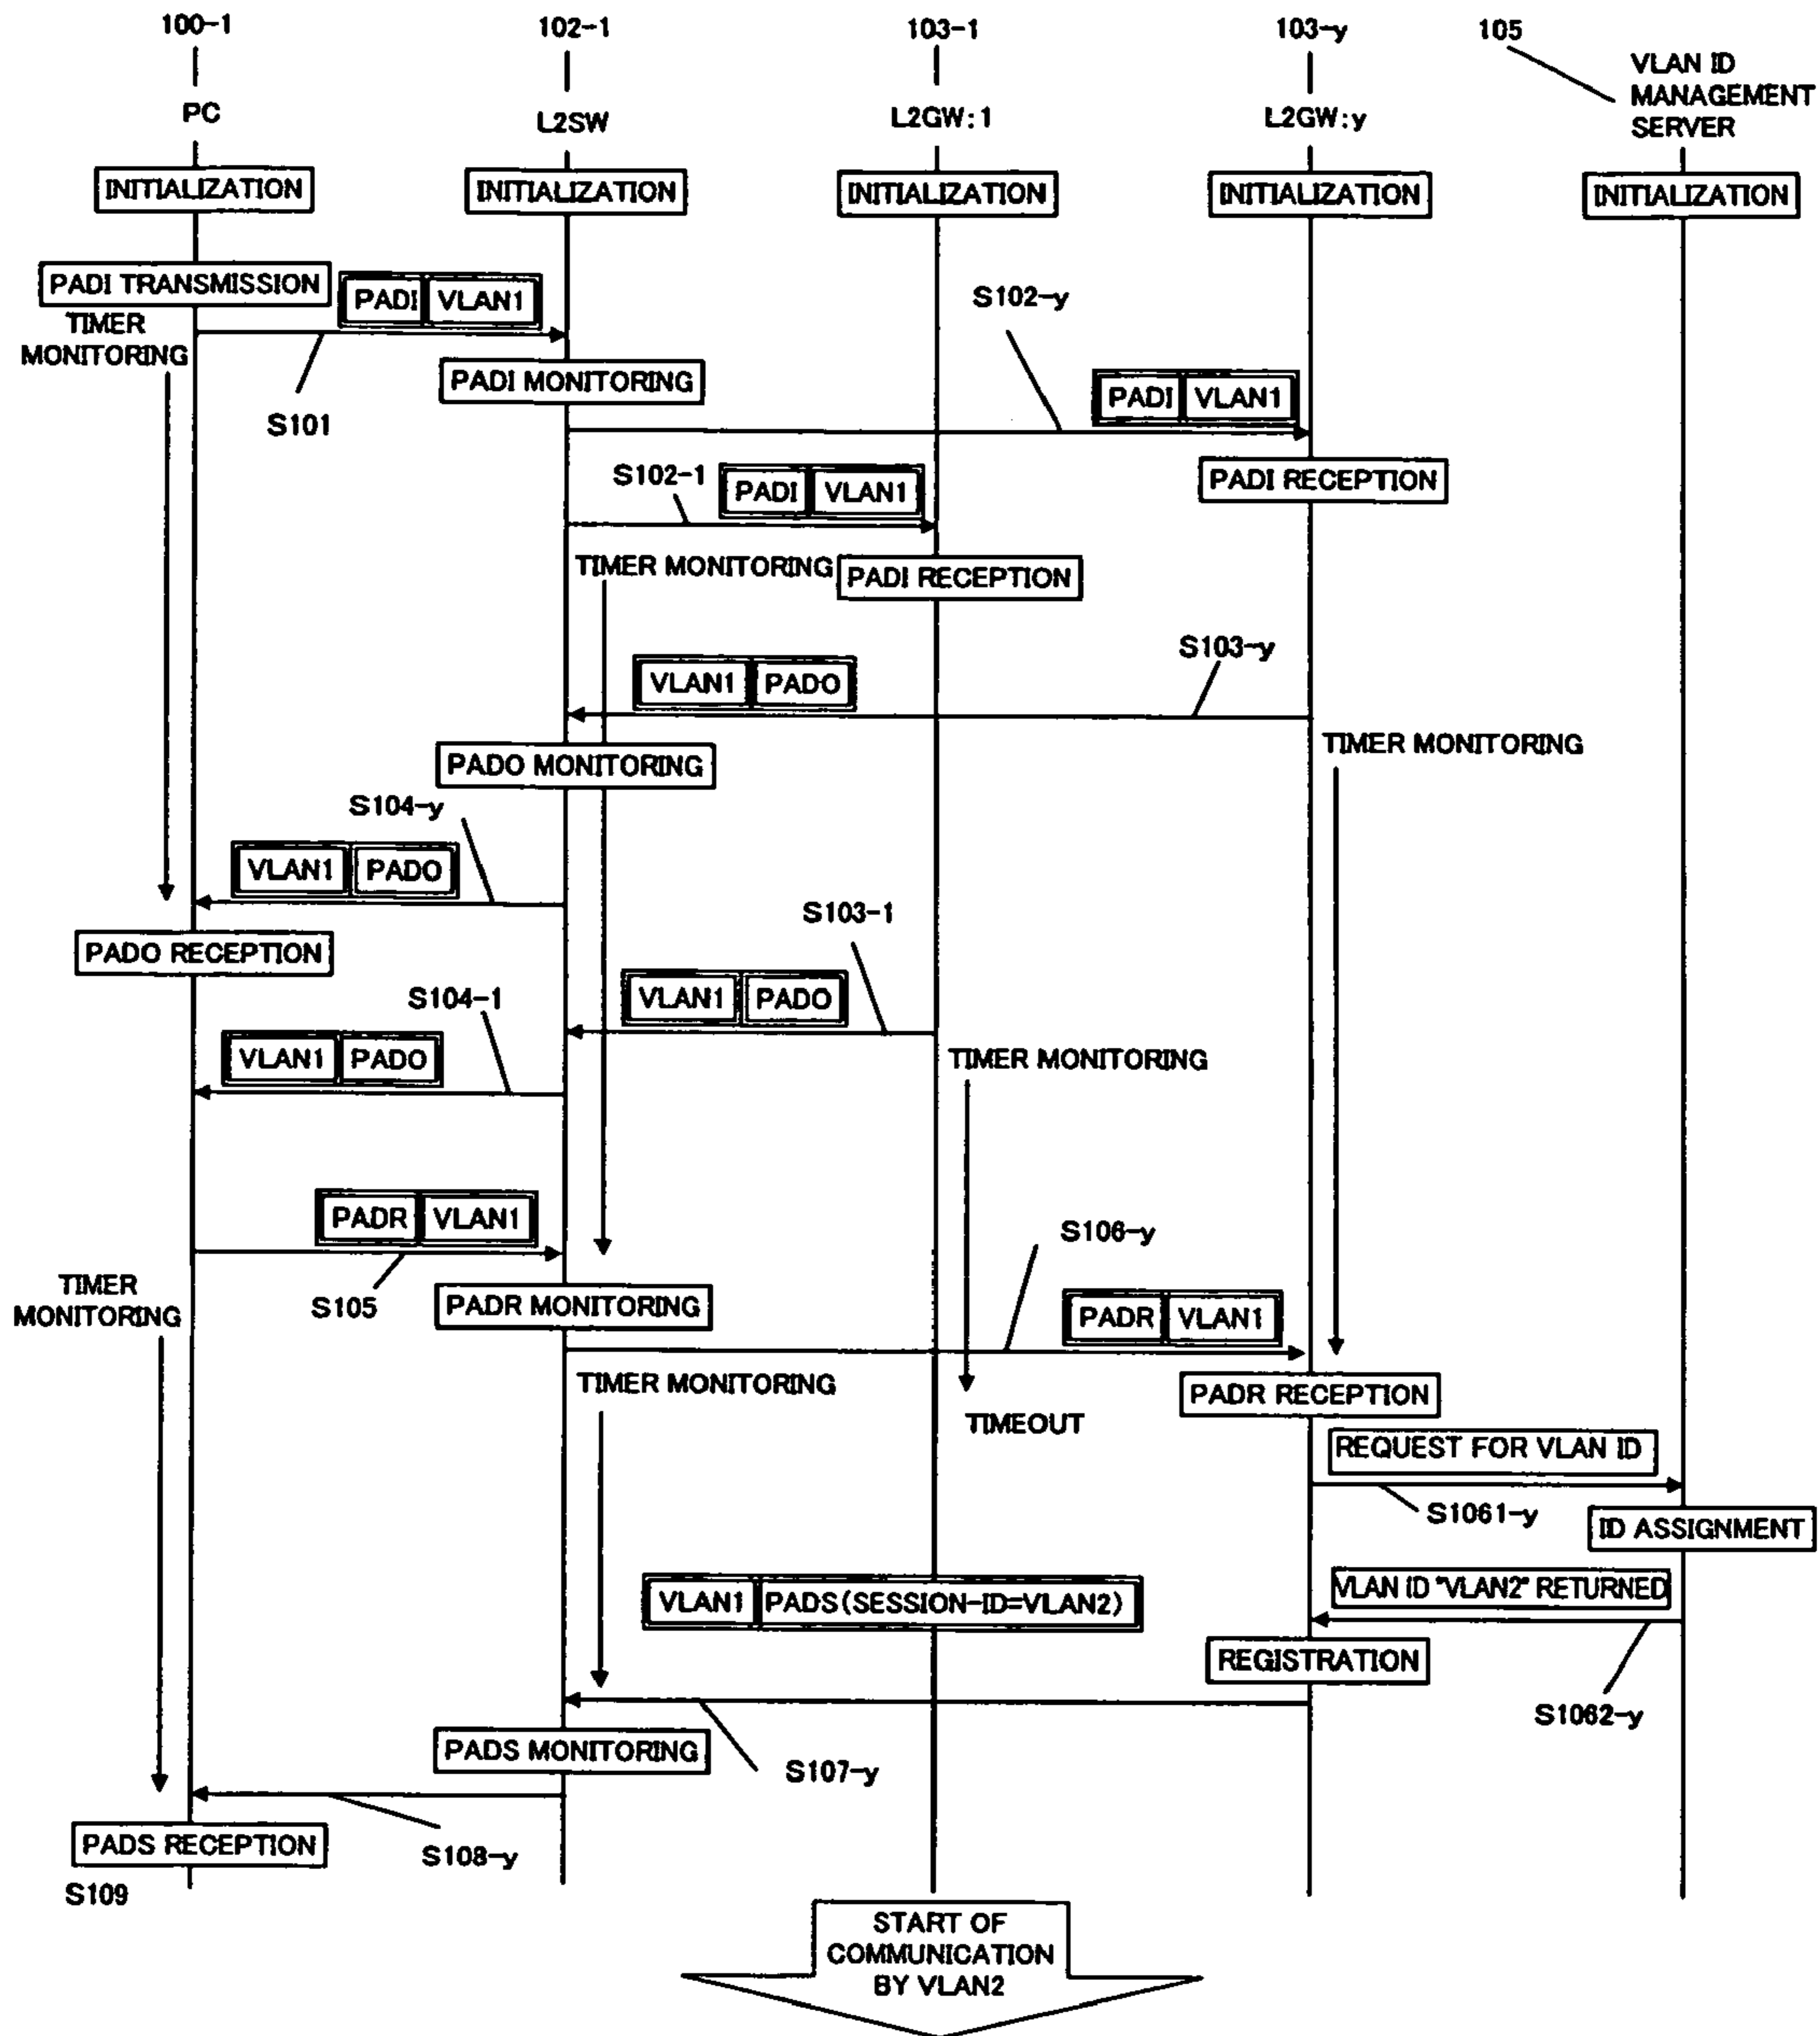 100-1
102-1
103-1
103-y
105
VLAN ID
MANAGEMENT
SERVER
PC
L2SW
L2GW:1
L2GW:y
INITIALIZATION
INITIALIZATION
INITIALIZATION
INITIALIZATION
INITIALIZATION
PADI TRANSMISSION
PADI VLAN1
S102-y
TIMER
MONITORING
PADI MONITORING
PADI VLAN1
S101
S102-1
PADI VLAN1
PADI RECEPTION
TIMER MONITORING
PADI RECEPTION
S103-y
VLAN1 PADO
TIMER MONITORING
PADO MONITORING
S104-y
VLAN1 PADO
S103-1
PADO RECEPTION
S104-1
VLAN1 PADO
VLAN1 PADO
TIMER MONITORING
PADR VLAN1
S106-y
TIMER
MONITORING
S105
PADR MONITORING
PADR VLAN1
TIMER MONITORING
PADR RECEPTION
TIMEOUT
REQUEST FOR VLAN ID
S1061-y
ID ASSIGNMENT
VLAN1 PADS(SESSION-ID=VLAN2)
VLAN ID "VLAN2" RETURNED
REGISTRATION
S1062-y
PADS MONITORING
S107-y
PADS RECEPTION
S108-y
S109
START OF
COMMUNICATION
BY VLAN2